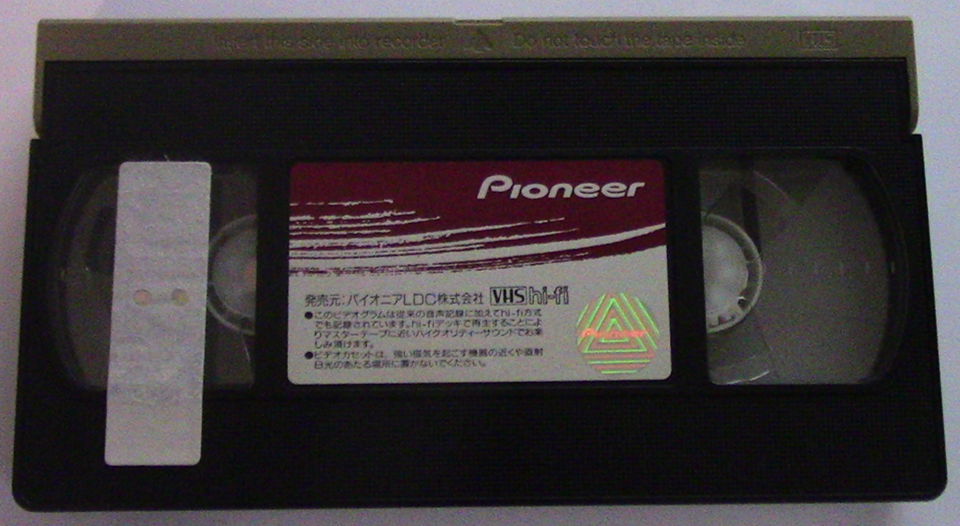 Insert this side into recorder Do not touch the tape inside VHS
Pioneer
発売元:パイオニアLDC株式会社 VHS hi-fi
●このビデオグラムは従来の音声記録に加えてhi-fi方式
でも記録されています。hi-fiデッキで再生することによ
りマスターテープに近いハイクオリティーサウンドでお楽
しみ頂けます。
●ビデオカセットは、強い磁気を起こす機器の近くや直射
日光のあたる場所に置かないでください。
Pioneer